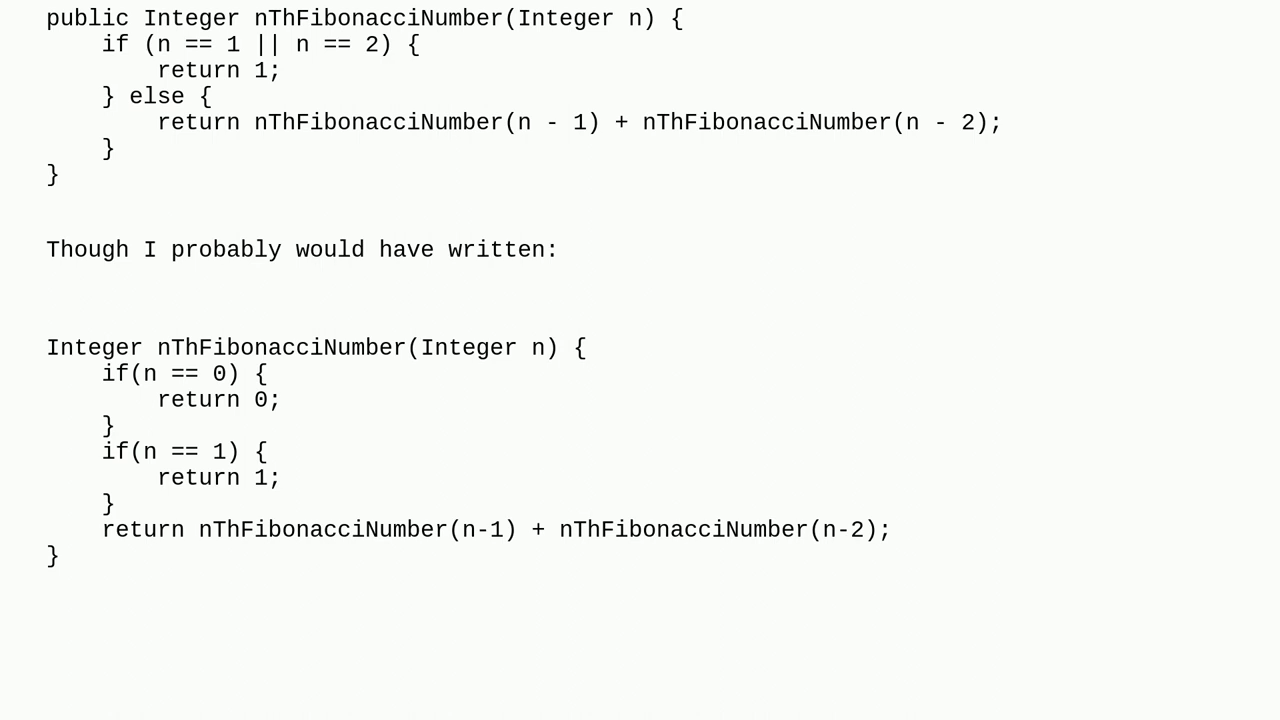 public Integer nThFibonacciNumber(Integer n) {
    if (n == 1 || n == 2) {
        return 1;
    } else {
        return nThFibonacciNumber(n - 1) + nThFibonacciNumber(n - 2);
    }
}
Though I probably would have written:
Integer nThFibonacciNumber(Integer n) {
    if(n == 0) {
        return 0;
    }
    if(n == 1) {
        return 1;
    }
    return nThFibonacciNumber(n-1) + nThFibonacciNumber(n-2);
}